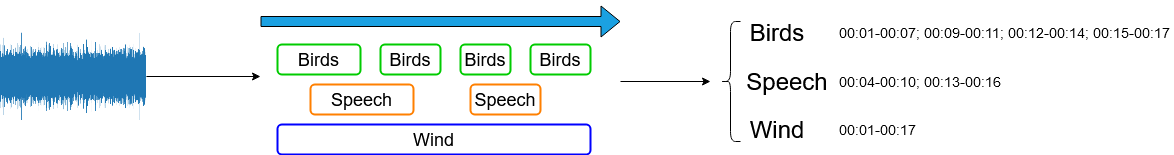 Birds Birds Birds Birds
Speech Speech
Wind
Birds 00:01-00:07; 00:09-00:11; 00:12-00:14; 00:15-00:17
Speech 00:04-00:10; 00:13-00:16
Wind 00:01-00:17